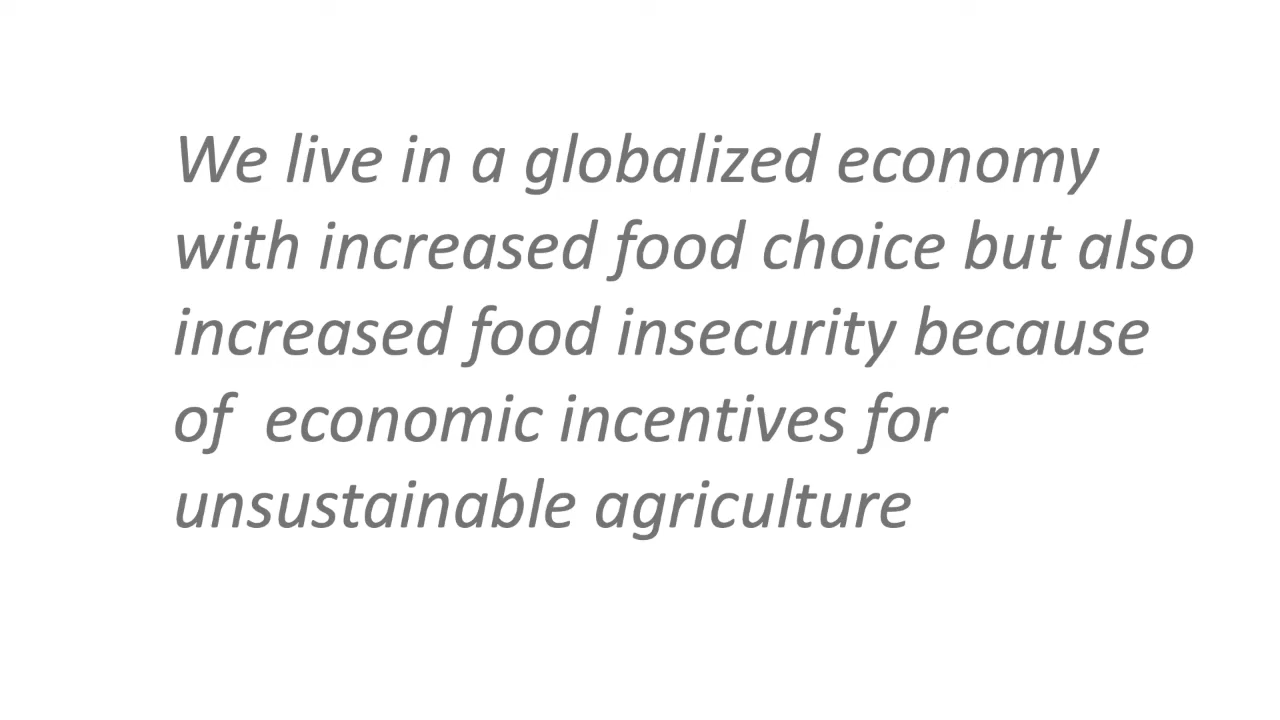 We live in a globalized economy
with increased food choice but also
increased food insecurity because
of  economic incentives for
unsustainable agriculture